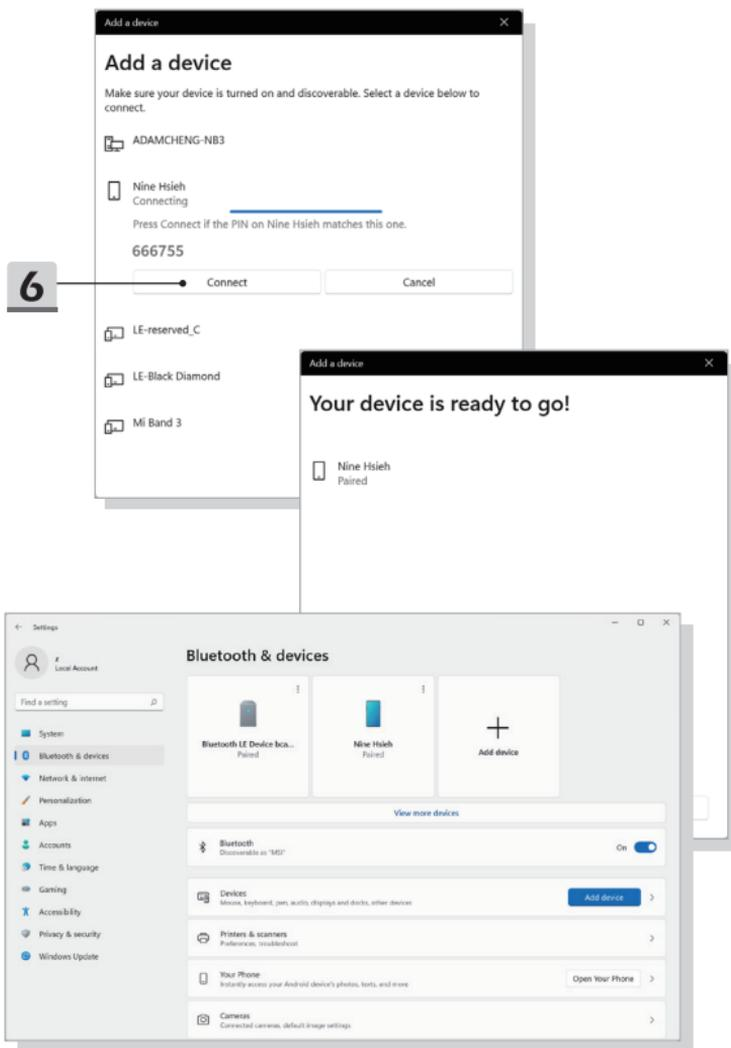 Add a device
Add a device
Make sure your device is turned on and discoverable. Select a device below to
connect.
ADAMCHENG-NB3
Nine Hsieh
Connecting
Press Connect if the PIN on Nine Hsieh matches this one.
666755
6
Connect
Cancel
LE-reserved_C
LE-Black Diamond
Mi Band 3
Add a device
Your device is ready to go!
Nine Hsieh
Paired
Settings
Local Account
Find a setting
System
Bluetooth & devices
Network & internet
Personalization
Apps
Accounts
Time & language
Gaming
Accessibility
Privacy & security
Windows Update
Bluetooth & devices
Bluetooth LE Device bca...
Paired
Nine Hsieh
Paired
Add device
View more devices
Bluetooth
Discoverable as "MSI"
On
Devices
Mouse, keyboard, pen, audio, displays and docks, other devices
Add device
Printers & scanners
Preferences, troubleshoot
Your Phone
Instantly access your Android device's photos, texts, and more
Open Your Phone
Cameras
Connected cameras, default image settings